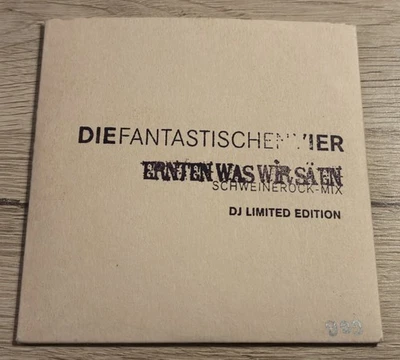 DIEFANTASTISCHENVIER
ERNTEN WAS WIR SÄEN
SCHWEINEROCK-MIX
DJ LIMITED EDITION